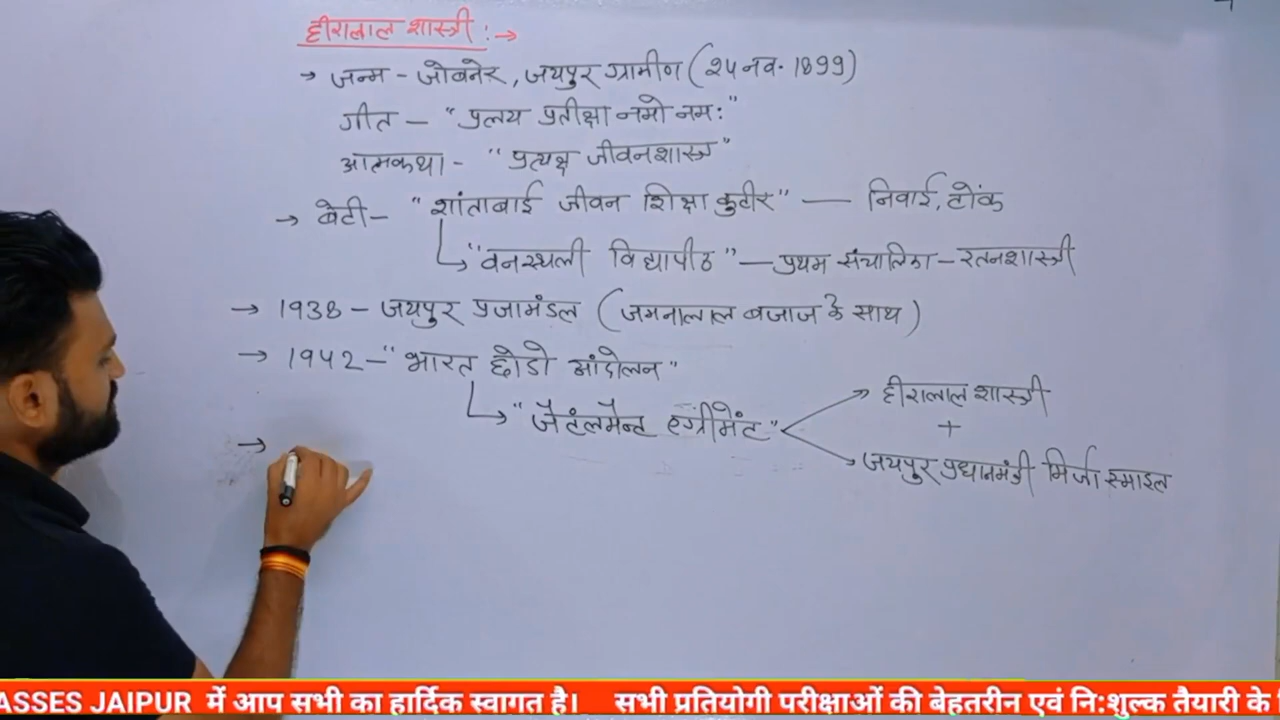 हीरालाल शास्त्री :→
→ जन्म - जोबनेर, जयपुर ग्रामीण (24 नव. 1899)
गीत - "प्रलय प्रतीक्षा नमो नमः"
आत्मकथा - "प्रत्यक्ष जीवनशास्त्र"
→ बेटी - "शांताबाई जीवन शिक्षा कुटीर" — निवाई, टोंक
"वनस्थली विद्यापीठ" — प्रथम संचालिका - रतनशास्त्री
→ 1938 - जयपुर प्रजामंडल (जमनालाल बजाज के साथ)
→ 1942 - "भारत छोडो आंदोलन"
"जेंटलमेन्ट एग्रीमेंट"
हीरालाल शास्त्री
+
जयपुर प्रधानमंत्री मिर्जा स्माइल
→
ASSES JAIPUR में आप सभी का हार्दिक स्वागत है। सभी प्रतियोगी परीक्षाओं की बेहतरीन एवं नि:शुल्क तैयारी के